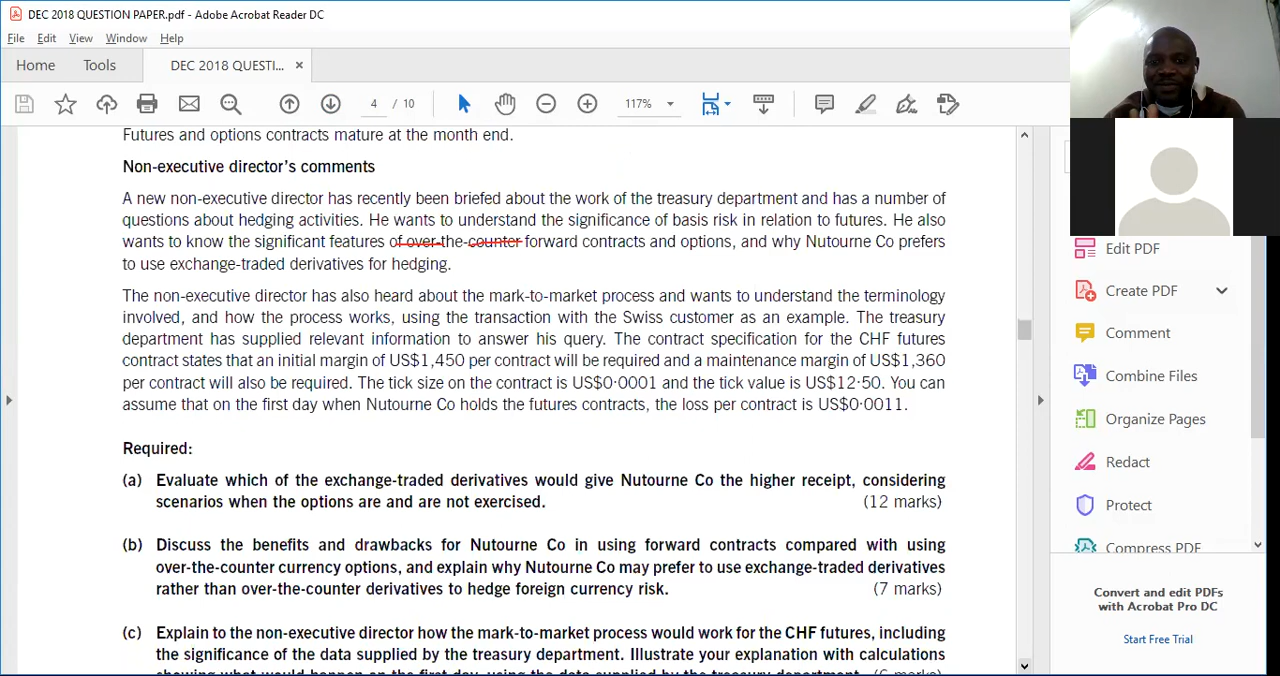 DEC 2018 QUESTION PAPER.pdf - Adobe Acrobat Reader DC
File Edit View Window Help
Home Tools DEC 2018 QUESTI... ×
4 / 10 117%
Futures and options contracts mature at the month end.
Non-executive director's comments
A new non-executive director has recently been briefed about the work of the treasury department and has a number of
questions about hedging activities. He wants to understand the significance of basis risk in relation to futures. He also
wants to know the significant features of over-the-counter forward contracts and options, and why Nutourne Co prefers
to use exchange-traded derivatives for hedging.
The non-executive director has also heard about the mark-to-market process and wants to understand the terminology
involved, and how the process works, using the transaction with the Swiss customer as an example. The treasury
department has supplied relevant information to answer his query. The contract specification for the CHF futures
contract states that an initial margin of US$1,450 per contract will be required and a maintenance margin of US$1,360
per contract will also be required. The tick size on the contract is US$0·0001 and the tick value is US$12·50. You can
assume that on the first day when Nutourne Co holds the futures contracts, the loss per contract is US$0·0011.
Required:
(a) Evaluate which of the exchange-traded derivatives would give Nutourne Co the higher receipt, considering
scenarios when the options are and are not exercised. (12 marks)
(b) Discuss the benefits and drawbacks for Nutourne Co in using forward contracts compared with using
over-the-counter currency options, and explain why Nutourne Co may prefer to use exchange-traded derivatives
rather than over-the-counter derivatives to hedge foreign currency risk. (7 marks)
(c) Explain to the non-executive director how the mark-to-market process would work for the CHF futures, including
the significance of the data supplied by the treasury department. Illustrate your explanation with calculations
showing what would happen on the first day, using the data supplied by the treasury department. (6 marks)
Edit PDF
Create PDF
Comment
Combine Files
Organize Pages
Redact
Protect
Compress PDF
Convert and edit PDFs
with Acrobat Pro DC
Start Free Trial